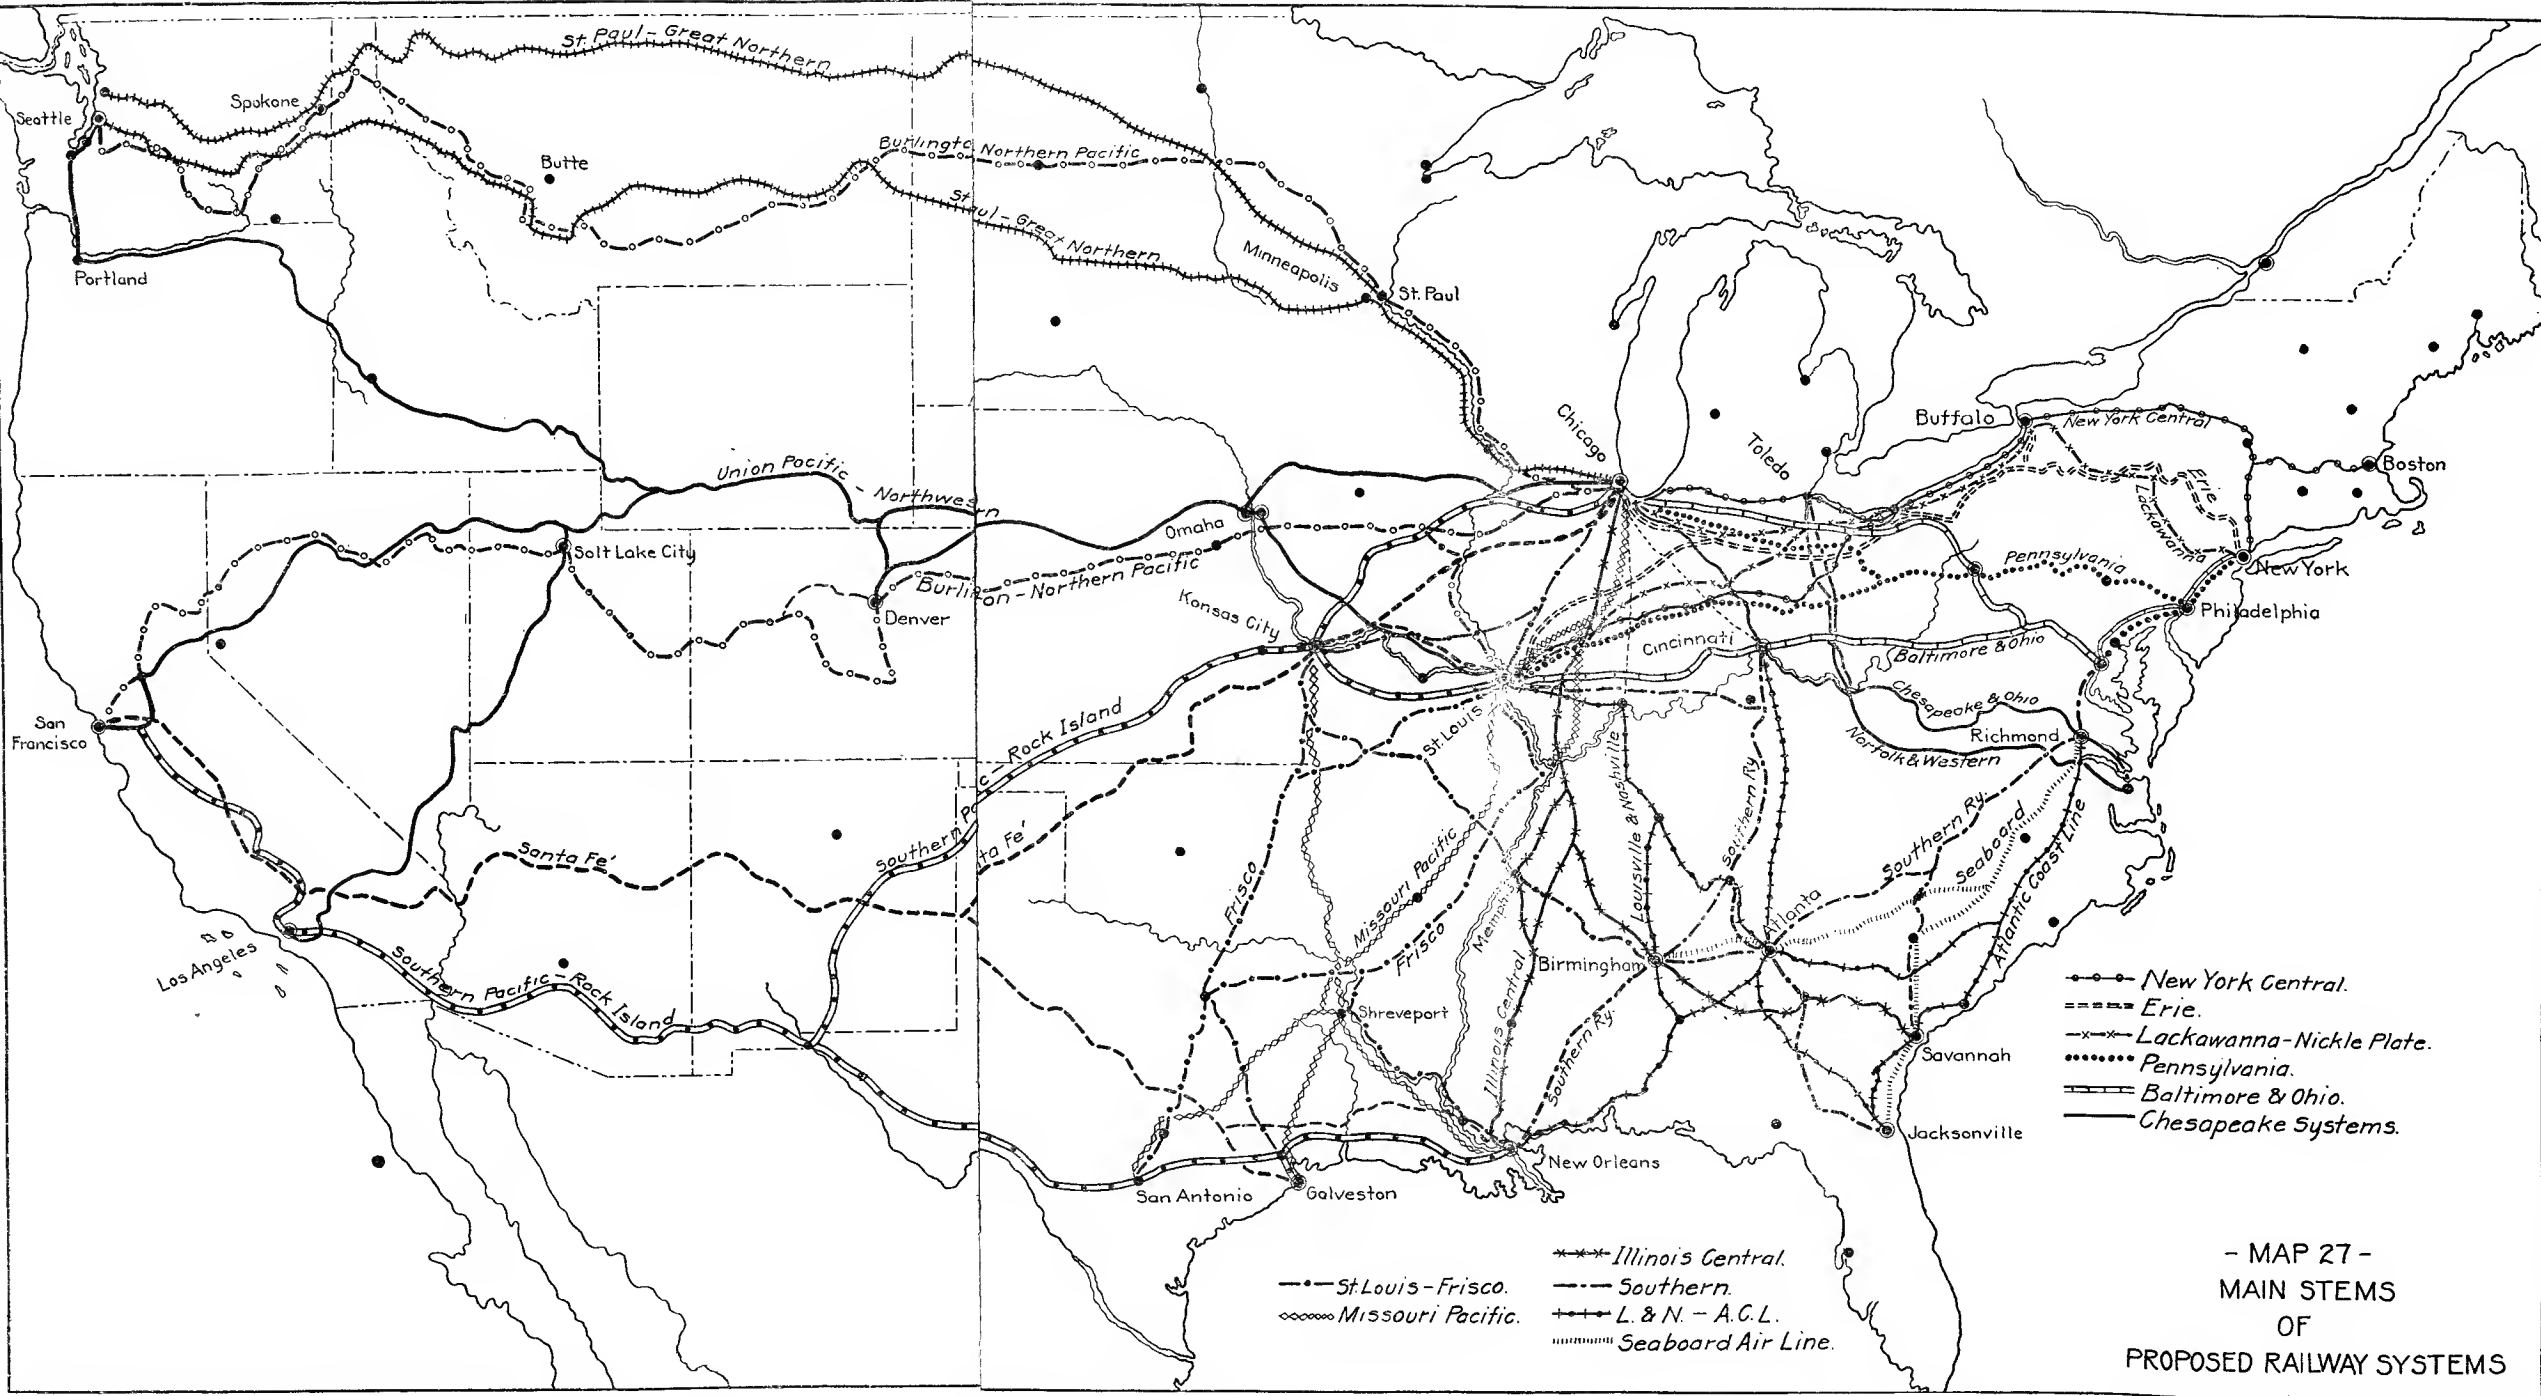 St. Paul - Great Northern
Spokane
Seattle
Butte
Burlingto Northern Pacific
St. Paul - Great Northern
Minneapolis
St. Paul
Portland
Chicago
Toledo
Buffalo
New York Central
Erie
Lackawanna
Boston
Union Pacific - Northwestern
Omaha
Salt Lake City
Burlington - Northern Pacific
Pennsylvania
New York
Denver
Kansas City
Cincinnati
Philadelphia
Baltimore & Ohio
San
Francisco
Southern Pac - Rock Island
St. Louis
Louisville & Nashville
Southern Ry.
Chesapeake & Ohio
Richmond
Norfolk & Western
Santa Fe'
ta Fe'
Frisco
Missouri Pacific
Frisco
Memphis
Illinois Central
Birmingham
Southern Ry.
Atlanta
Southern Ry.
Seaboard
Atlantic Coast Line
Los Angeles
Southern Pacific - Rock Island
Shreveport
Savannah
Jacksonville
New Orleans
San Antonio
Galveston
New York Central.
Erie.
Lackawanna-Nickle Plate.
Pennsylvania.
Baltimore & Ohio.
Chesapeake Systems.
Illinois Central.
St. Louis-Frisco.
Southern.
Missouri Pacific.
L. & N. - A.C.L.
Seaboard Air Line.
- MAP 27 -
MAIN STEMS
OF
PROPOSED RAILWAY SYSTEMS